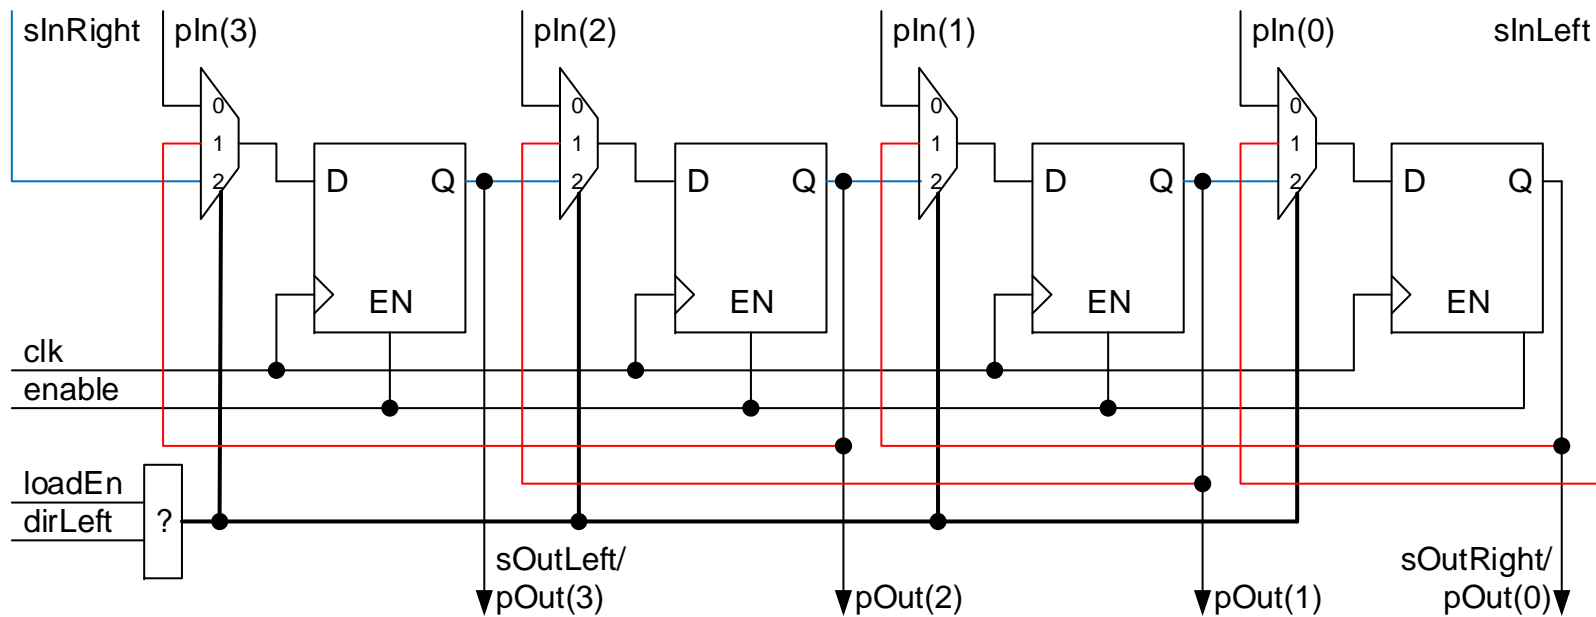 sInRight
pIn(3)
pIn(2)
pIn(1)
pIn(0)
sInLeft
0
1
2
0
1
2
0
1
2
0
1
2
D
Q
EN
D
Q
EN
D
Q
EN
D
Q
EN
clk
enable
loadEn
dirLeft
?
sOutLeft/
pOut(3)
pOut(2)
pOut(1)
sOutRight/
pOut(0)